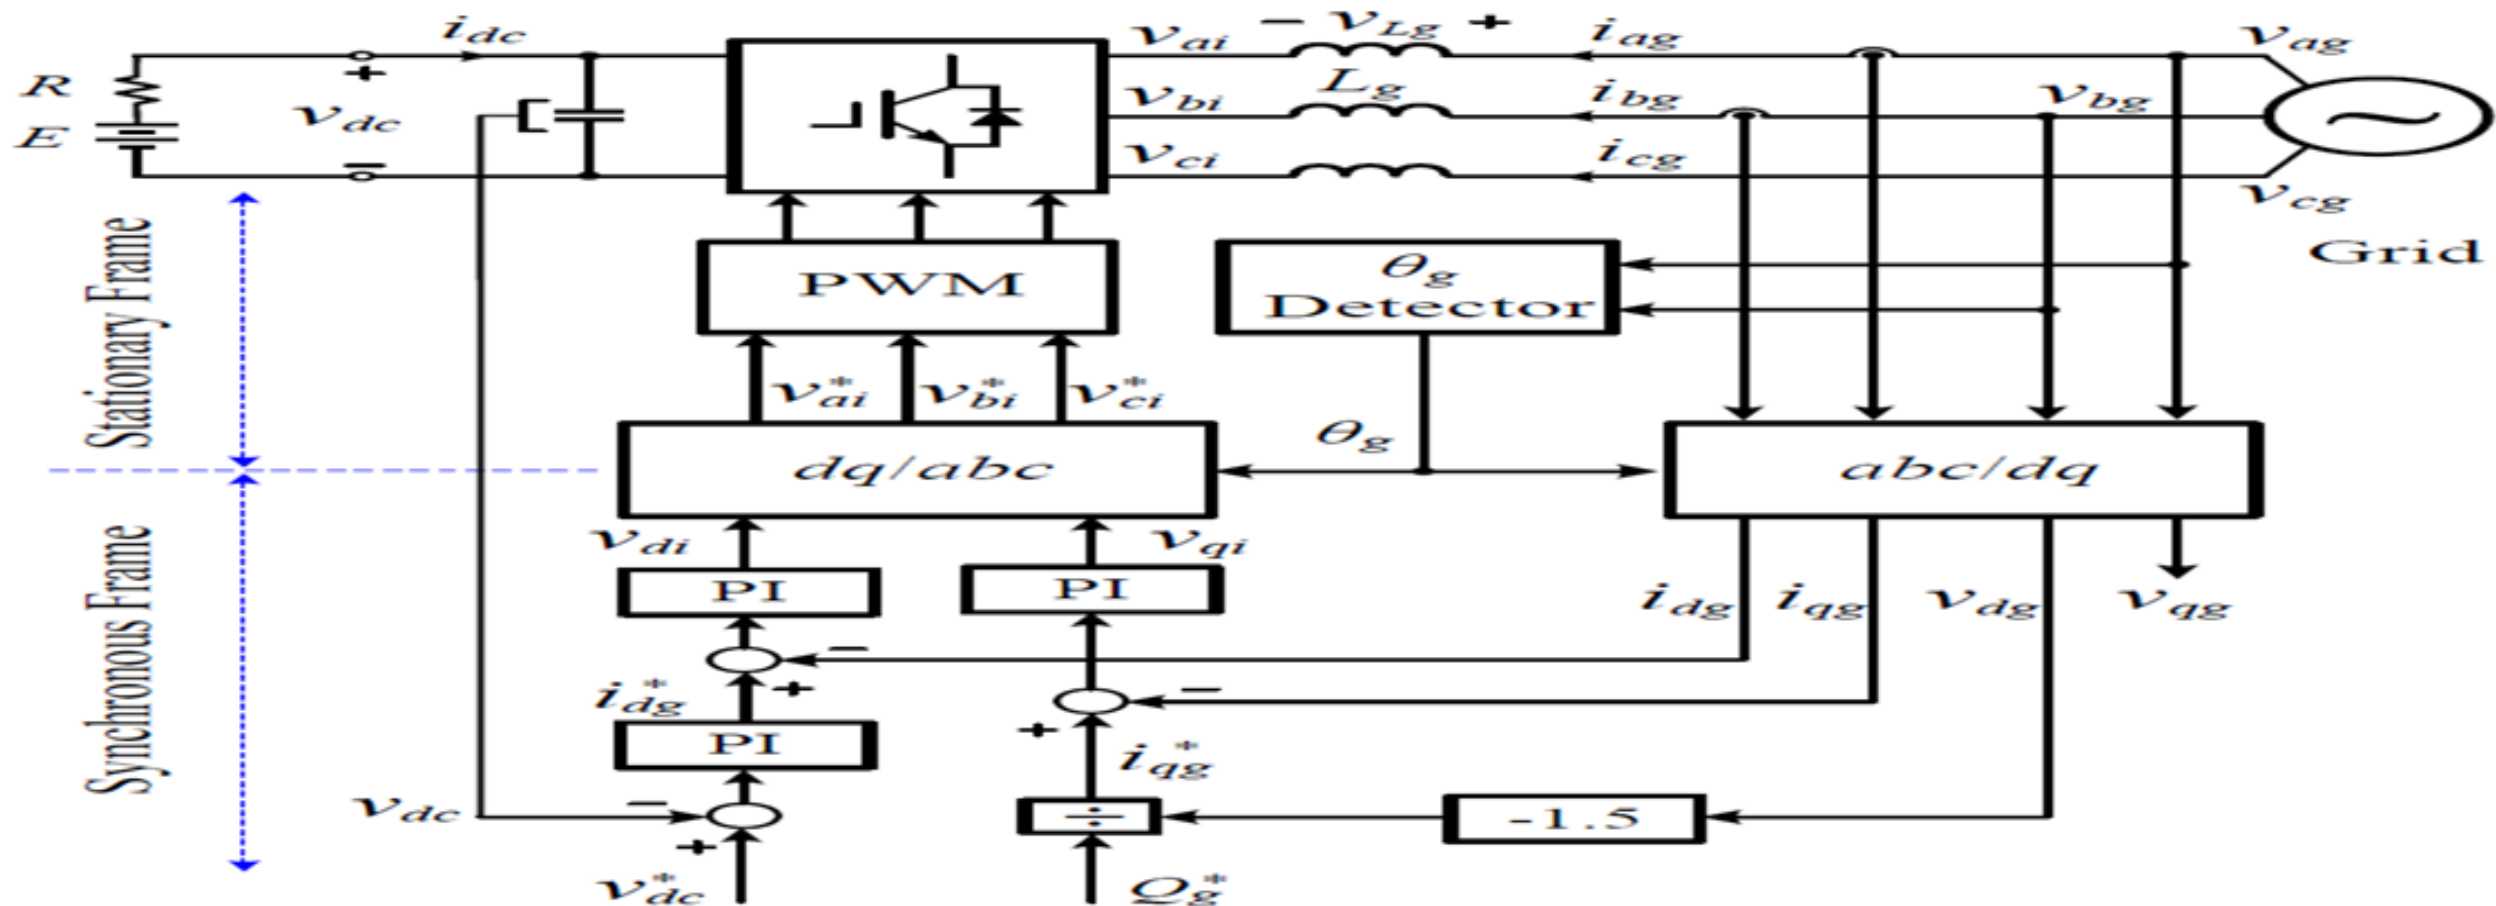 i_dc
v_ai − v_Lg + i_ag v_ag
R + v_dc E −
v_bi L_g i_bg v_bg
v_ci i_cg v_cg
Grid
Stationary Frame
PWM
θ_g
Detector
v*_ai v*_bi v*_ci
θ_g
dq/abc
abc/dq
Synchronous Frame
v_di v_qi
PI PI
i_dg i_qg v_dg v_qg
−
i*_dg + −
PI
+ i*_qg
v_dc − ÷ -1.5
+
v*_dc Q_g*